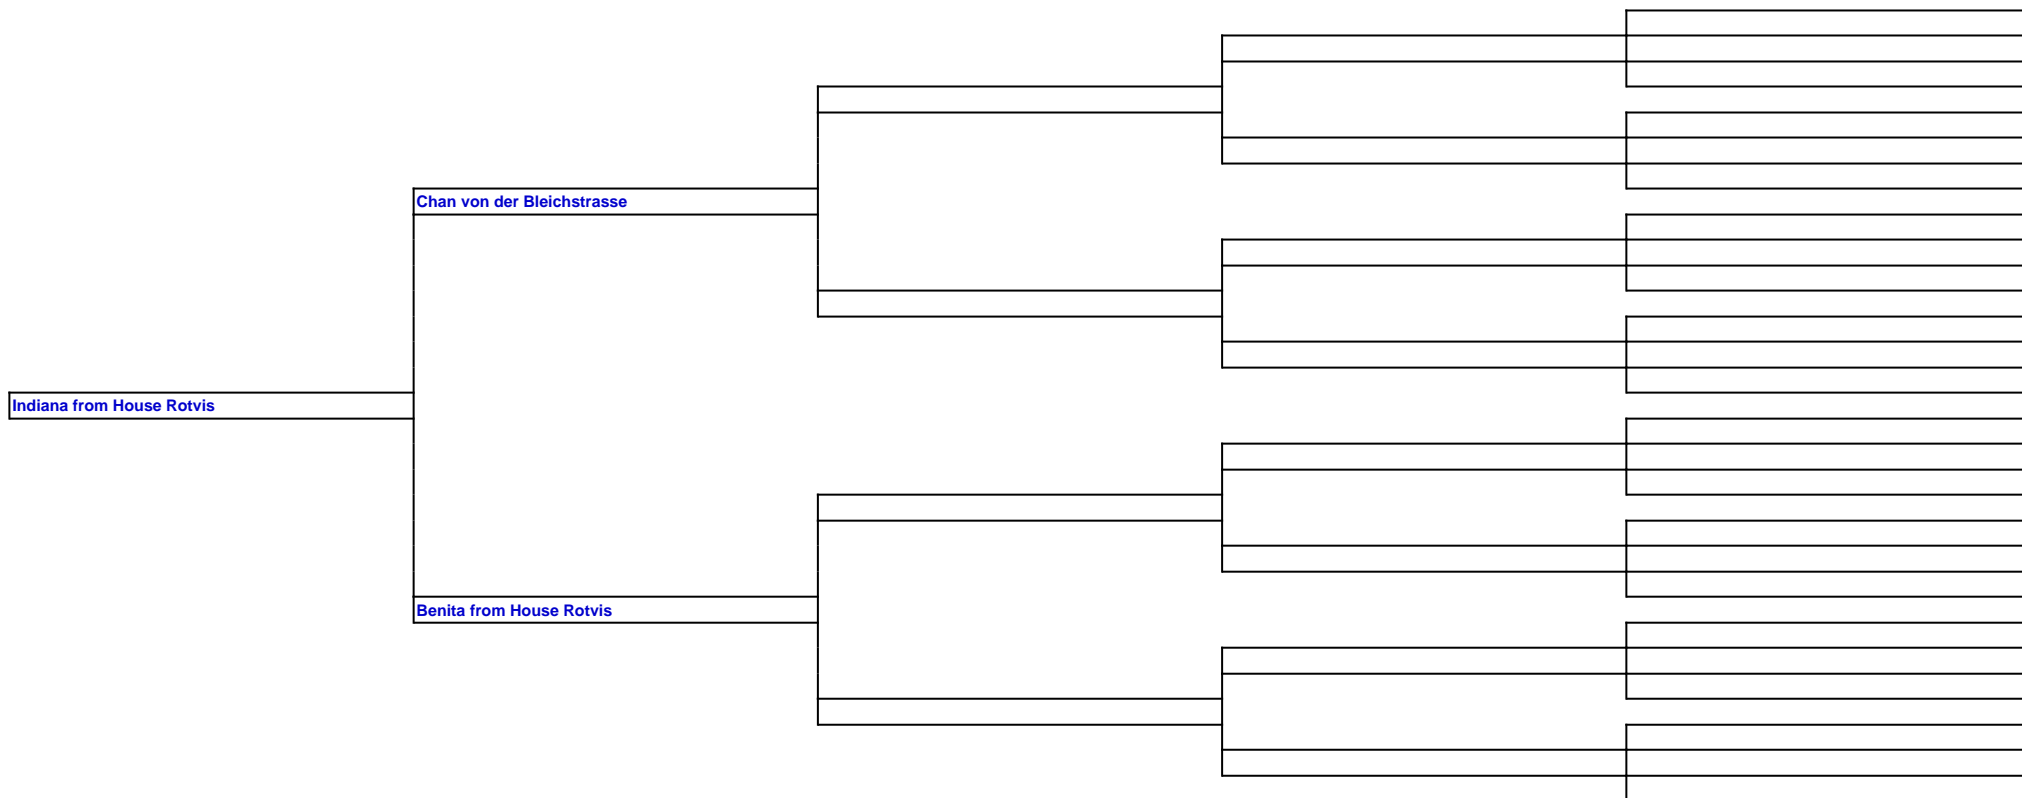 Chan von der Bleichstrasse
Indiana from House Rotvis
Benita from House Rotvis